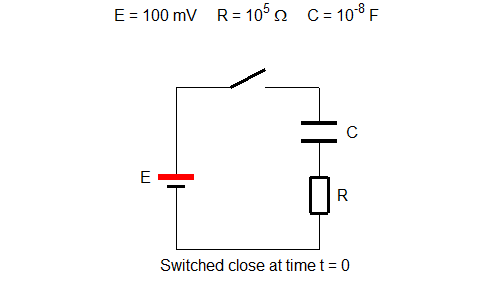 E = 100 mV R = 10⁵ Ω C = 10⁻⁸ F
C
E
R
Switched close at time t = 0